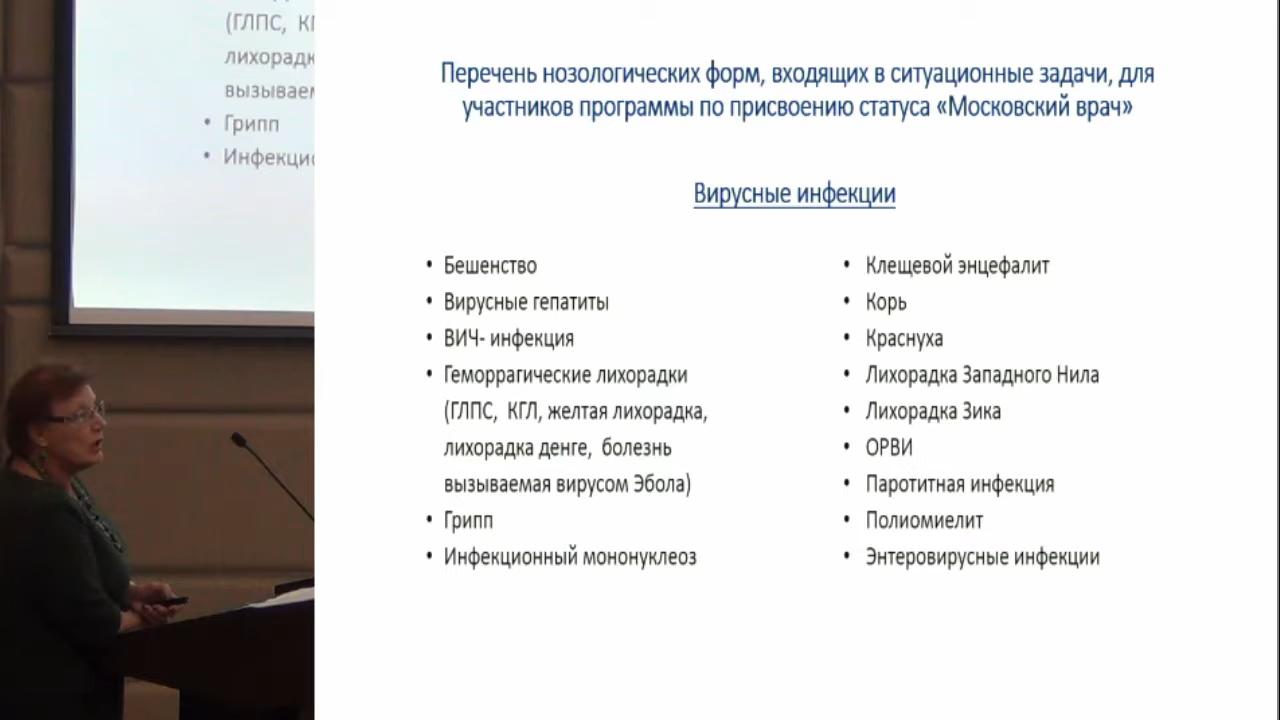 (ГЛПС,
Грипп
Перечень нозологических форм, входящих в ситуационные задачи, для
участников программы по присвоению статуса «Московский врач»
Вирусные инфекции
• Бешенство
• Вирусные гепатиты
• ВИЧ- инфекция
• Геморрагические лихорадки
(ГЛПС, КГЛ, желтая лихорадка,
лихорадка денге, болезнь
вызываемая вирусом Эбола)
• Грипп
• Инфекционный мононуклеоз
• Клещевой энцефалит
• Корь
• Краснуха
• Лихорадка Западного Нила
• Лихорадка Зика
• ОРВИ
• Паротитная инфекция
• Полиомиелит
• Энтеровирусные инфекции